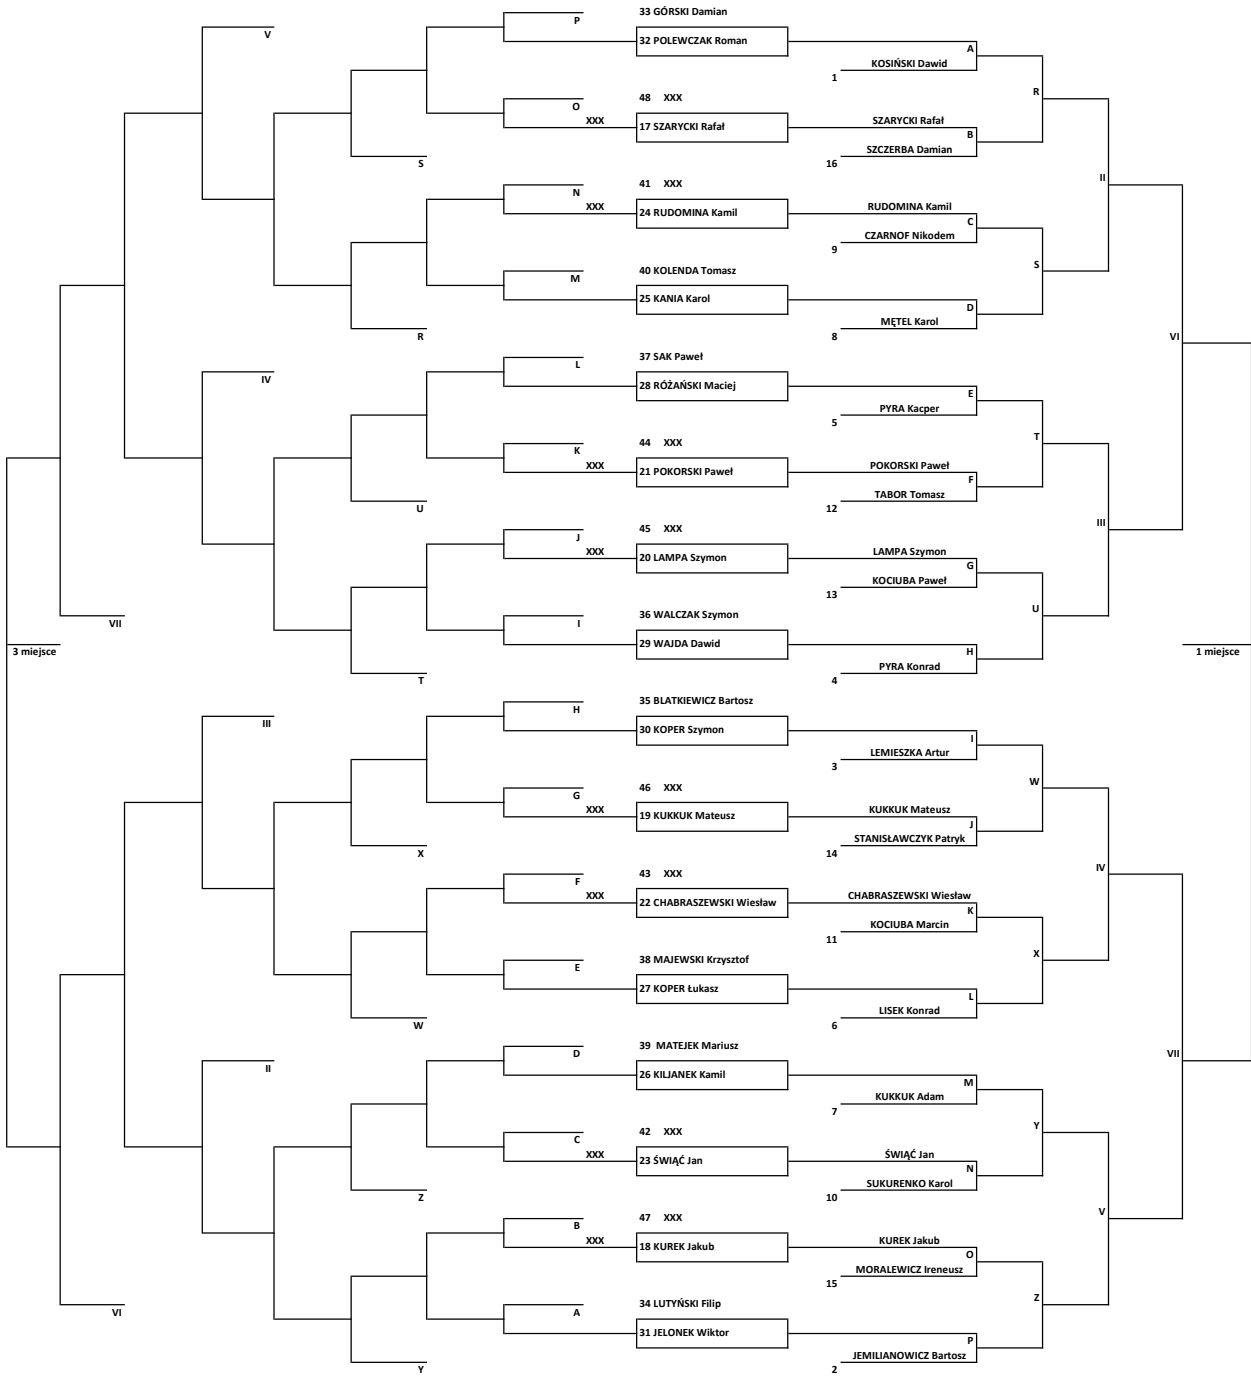 33 GÓRSKI Damian
P
V
32 POLEWCZAK Roman
A
KOSIŃSKI Dawid
1
R
48 XXX
O
XXX
17 SZARYCKI Rafał
SZARYCKI Rafał
B
SZCZERBA Damian
16
S
II
41 XXX
N
XXX
24 RUDOMINA Kamil
RUDOMINA Kamil
C
CZARNOF Nikodem
9
S
40 KOLENDA Tomasz
M
25 KANIA Karol
D
MĘTEL Karol
8
R
VI
37 SAK Paweł
L
IV
28 RÓŻAŃSKI Maciej
E
PYRA Kacper
5
T
44 XXX
K
XXX
21 POKORSKI Paweł
POKORSKI Paweł
F
TABOR Tomasz
12
U
III
45 XXX
J
XXX
20 LAMPA Szymon
LAMPA Szymon
G
KOCIUBA Paweł
13
U
36 WALCZAK Szymon
I
VII
29 WAJDA Dawid
H
3 miejsce
1 miejsce
PYRA Konrad
4
T
35 BLATKIEWICZ Bartosz
H
III
30 KOPER Szymon
I
LEMIESZKA Artur
3
W
46 XXX
G
XXX
19 KUKKUK Mateusz
KUKKUK Mateusz
J
STANISŁAWCZYK Patryk
14
X
IV
43 XXX
F
XXX
22 CHABRASZEWSKI Wiesław
CHABRASZEWSKI Wiesław
K
KOCIUBA Marcin
11
X
38 MAJEWSKI Krzysztof
E
27 KOPER Łukasz
L
LISEK Konrad
6
W
39 MATEJEK Mariusz
D
VII
II
26 KILJANEK Kamil
M
KUKKUK Adam
7
Y
42 XXX
C
XXX
23 ŚWIĄĆ Jan
ŚWIĄĆ Jan
N
SUKURENKO Karol
10
Z
V
47 XXX
B
XXX
18 KUREK Jakub
KUREK Jakub
O
MORALEWICZ Ireneusz
15
Z
34 LUTYŃSKI Filip
A
VI
31 JELONEK Wiktor
P
JEMILIANOWICZ Bartosz
2
Y